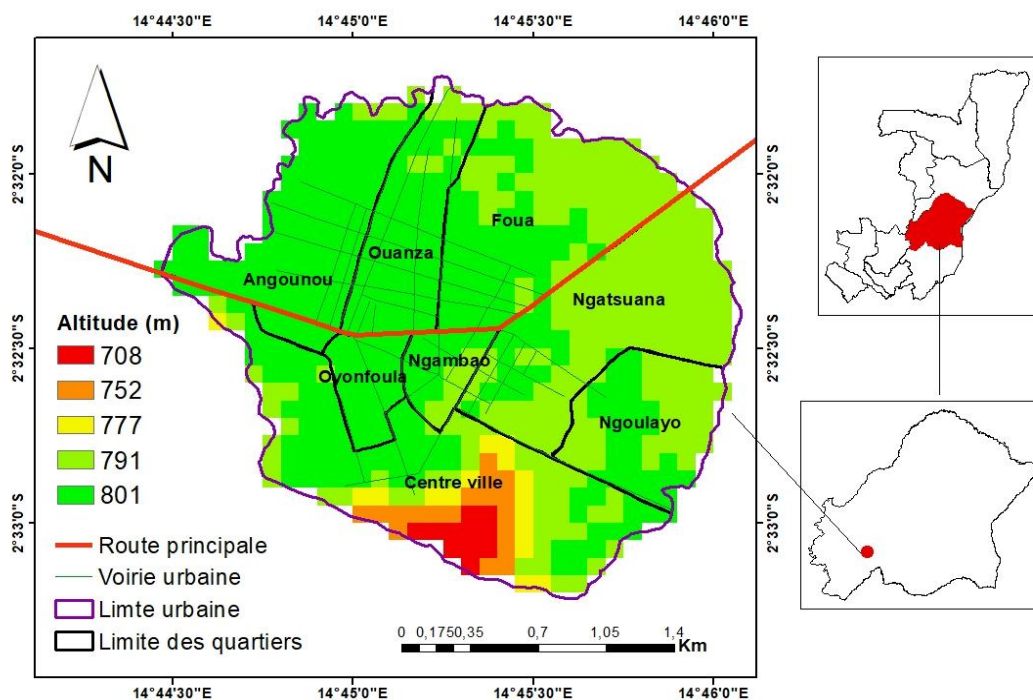 14°44'30"E 14°45'0"E 14°45'30"E 14°46'0"E
2°32'0"S
2°32'30"S
2°33'0"S
N
Foua
Ouanza
Angounou
Ngatsuana
Ngambao
Oyonfoula
Ngoulayo
Centre ville
Altitude (m)
708
752
777
791
801
Route principale
Voirie urbaine
Limte urbaine
Limite des quartiers
0 0,1750,35 0,7 1,05 1,4
Km
2°32'0"S
2°32'30"S
2°33'0"S
14°44'30"E 14°45'0"E 14°45'30"E 14°46'0"E